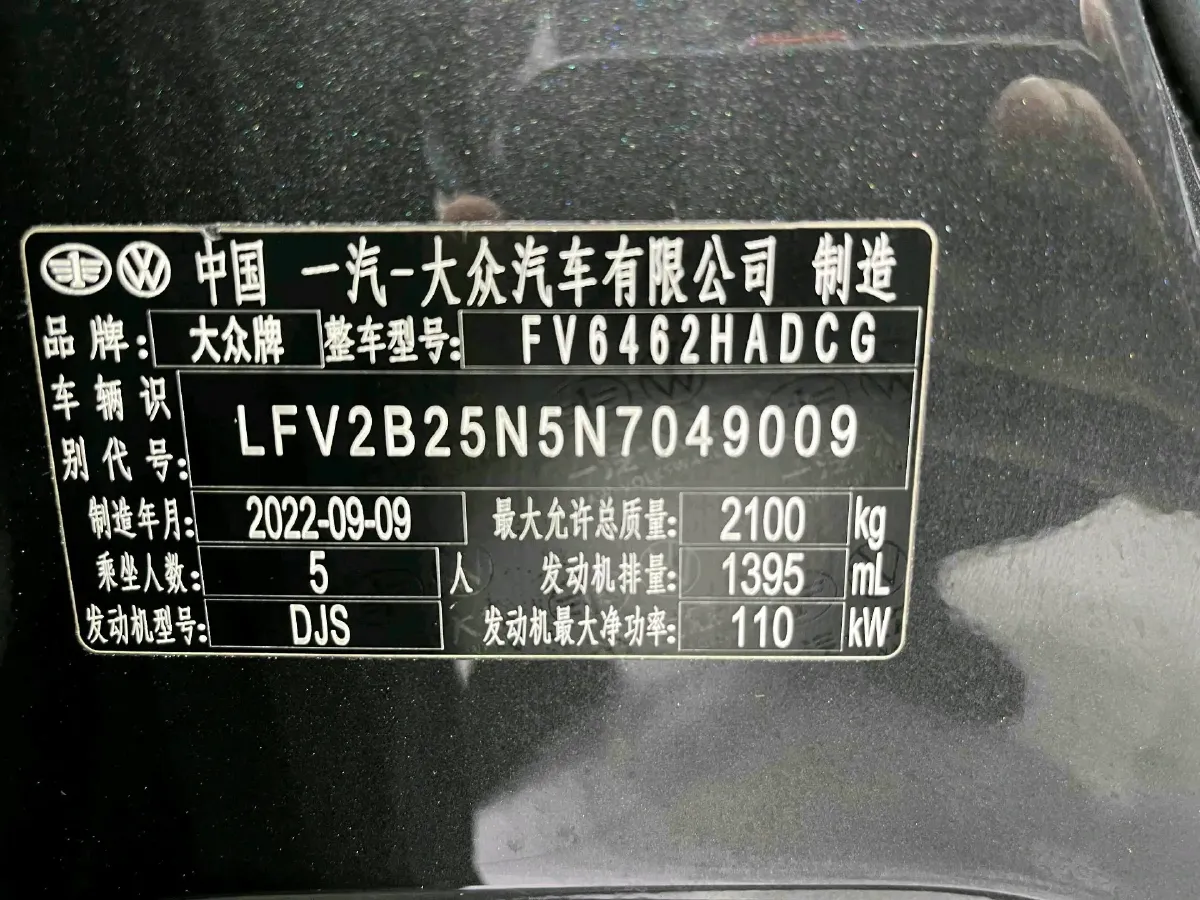 中国 一汽-大众汽车有限公司 制造
品牌: 大众牌 整车型号: FV6462HADCG
车辆识
别代号: LFV2B25N5N7049009
制造年月: 2022-09-09 最大允许总质量: 2100 kg
乘坐人数: 5 人 发动机排量: 1395 mL
发动机型号: DJS 发动机最大净功率: 110 kW